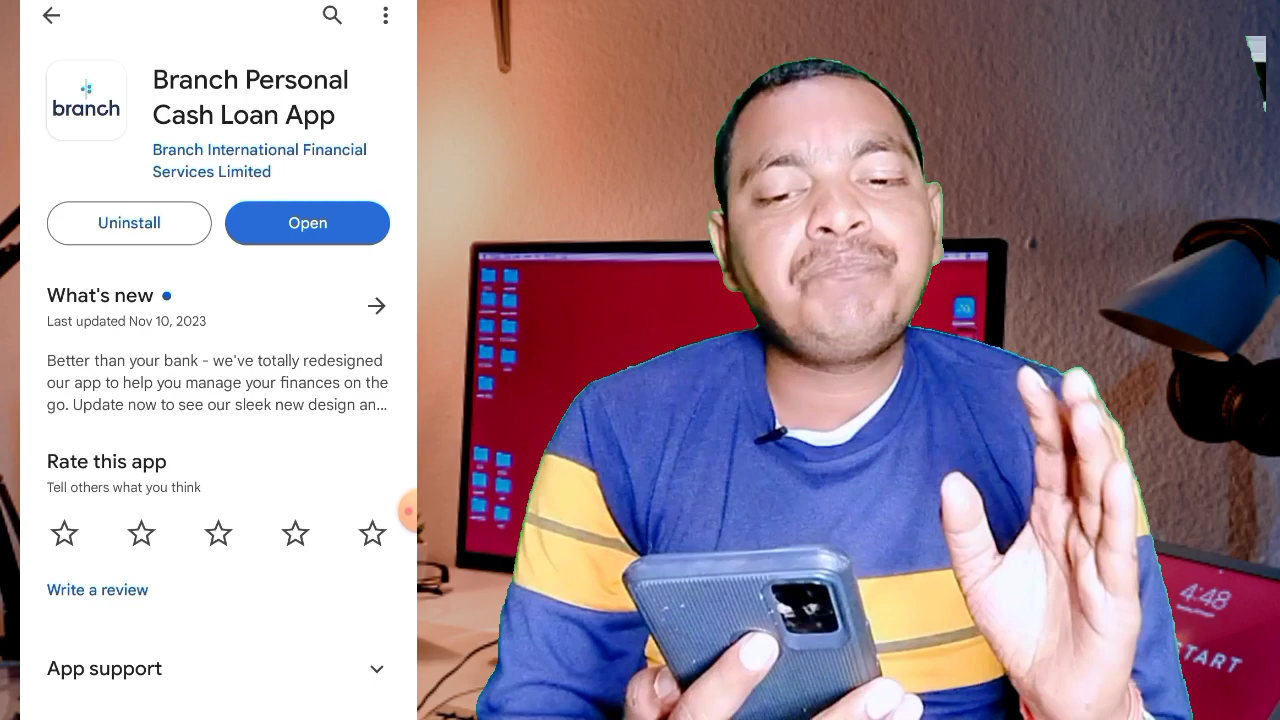 branch
Branch Personal
Cash Loan App
Branch International Financial
Services Limited
Uninstall
Open
What's new
Last updated Nov 10, 2023
Better than your bank - we've totally redesigned
our app to help you manage your finances on the
go. Update now to see our sleek new design an...
Rate this app
Tell others what you think
Write a review
App support
4:48
START